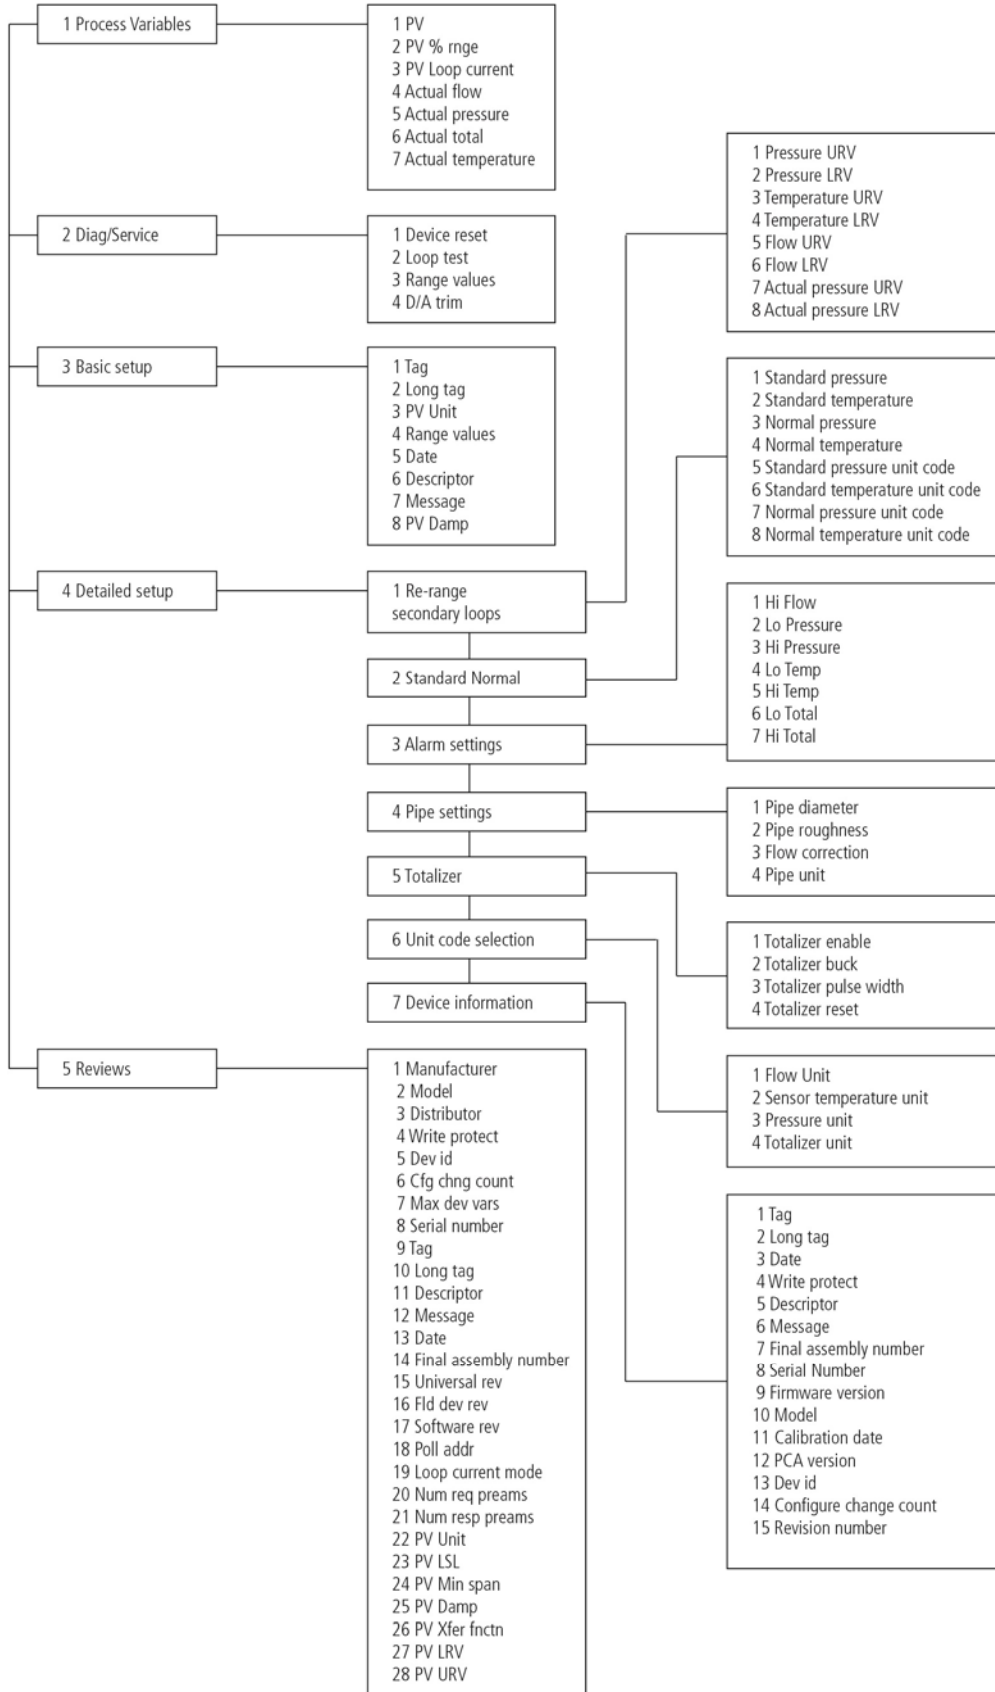 1 Process Variables
1 PV
2 PV % rnge
3 PV Loop current
4 Actual flow
5 Actual pressure
6 Actual total
7 Actual temperature
2 Diag/Service
1 Device reset
2 Loop test
3 Range values
4 D/A trim
3 Basic setup
1 Tag
2 Long tag
3 PV Unit
4 Range values
5 Date
6 Descriptor
7 Message
8 PV Damp
4 Detailed setup
1 Re-range
secondary loops
1 Pressure URV
2 Pressure LRV
3 Temperature URV
4 Temperature LRV
5 Flow URV
6 Flow LRV
7 Actual pressure URV
8 Actual pressure LRV
2 Standard Normal
1 Standard pressure
2 Standard temperature
3 Normal pressure
4 Normal temperature
5 Standard pressure unit code
6 Standard temperature unit code
7 Normal pressure unit code
8 Normal temperature unit code
3 Alarm settings
1 Hi Flow
2 Lo Pressure
3 Hi Pressure
4 Lo Temp
5 Hi Temp
6 Lo Total
7 Hi Total
4 Pipe settings
1 Pipe diameter
2 Pipe roughness
3 Flow correction
4 Pipe unit
5 Totalizer
1 Totalizer enable
2 Totalizer buck
3 Totalizer pulse width
4 Totalizer reset
6 Unit code selection
1 Flow Unit
2 Sensor temperature unit
3 Pressure unit
4 Totalizer unit
7 Device information
1 Tag
2 Long tag
3 Date
4 Write protect
5 Descriptor
6 Message
7 Final assembly number
8 Serial Number
9 Firmware version
10 Model
11 Calibration date
12 PCA version
13 Dev id
14 Configure change count
15 Revision number
5 Reviews
1 Manufacturer
2 Model
3 Distributor
4 Write protect
5 Dev id
6 Cfg chng count
7 Max dev vars
8 Serial number
9 Tag
10 Long tag
11 Descriptor
12 Message
13 Date
14 Final assembly number
15 Universal rev
16 Fld dev rev
17 Software rev
18 Poll addr
19 Loop current mode
20 Num req preams
21 Num resp preams
22 PV Unit
23 PV LSL
24 PV Min span
25 PV Damp
26 PV Xfer fnctn
27 PV LRV
28 PV URV